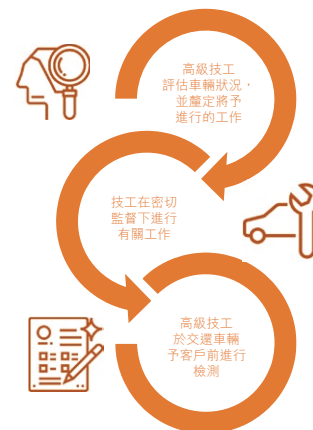 高級技工
評估車輛狀況，
並釐定將予
進行的工作
技工在密切
監督下進行
有關工作
高級技工
於交還車輛
予客戶前進行
檢測